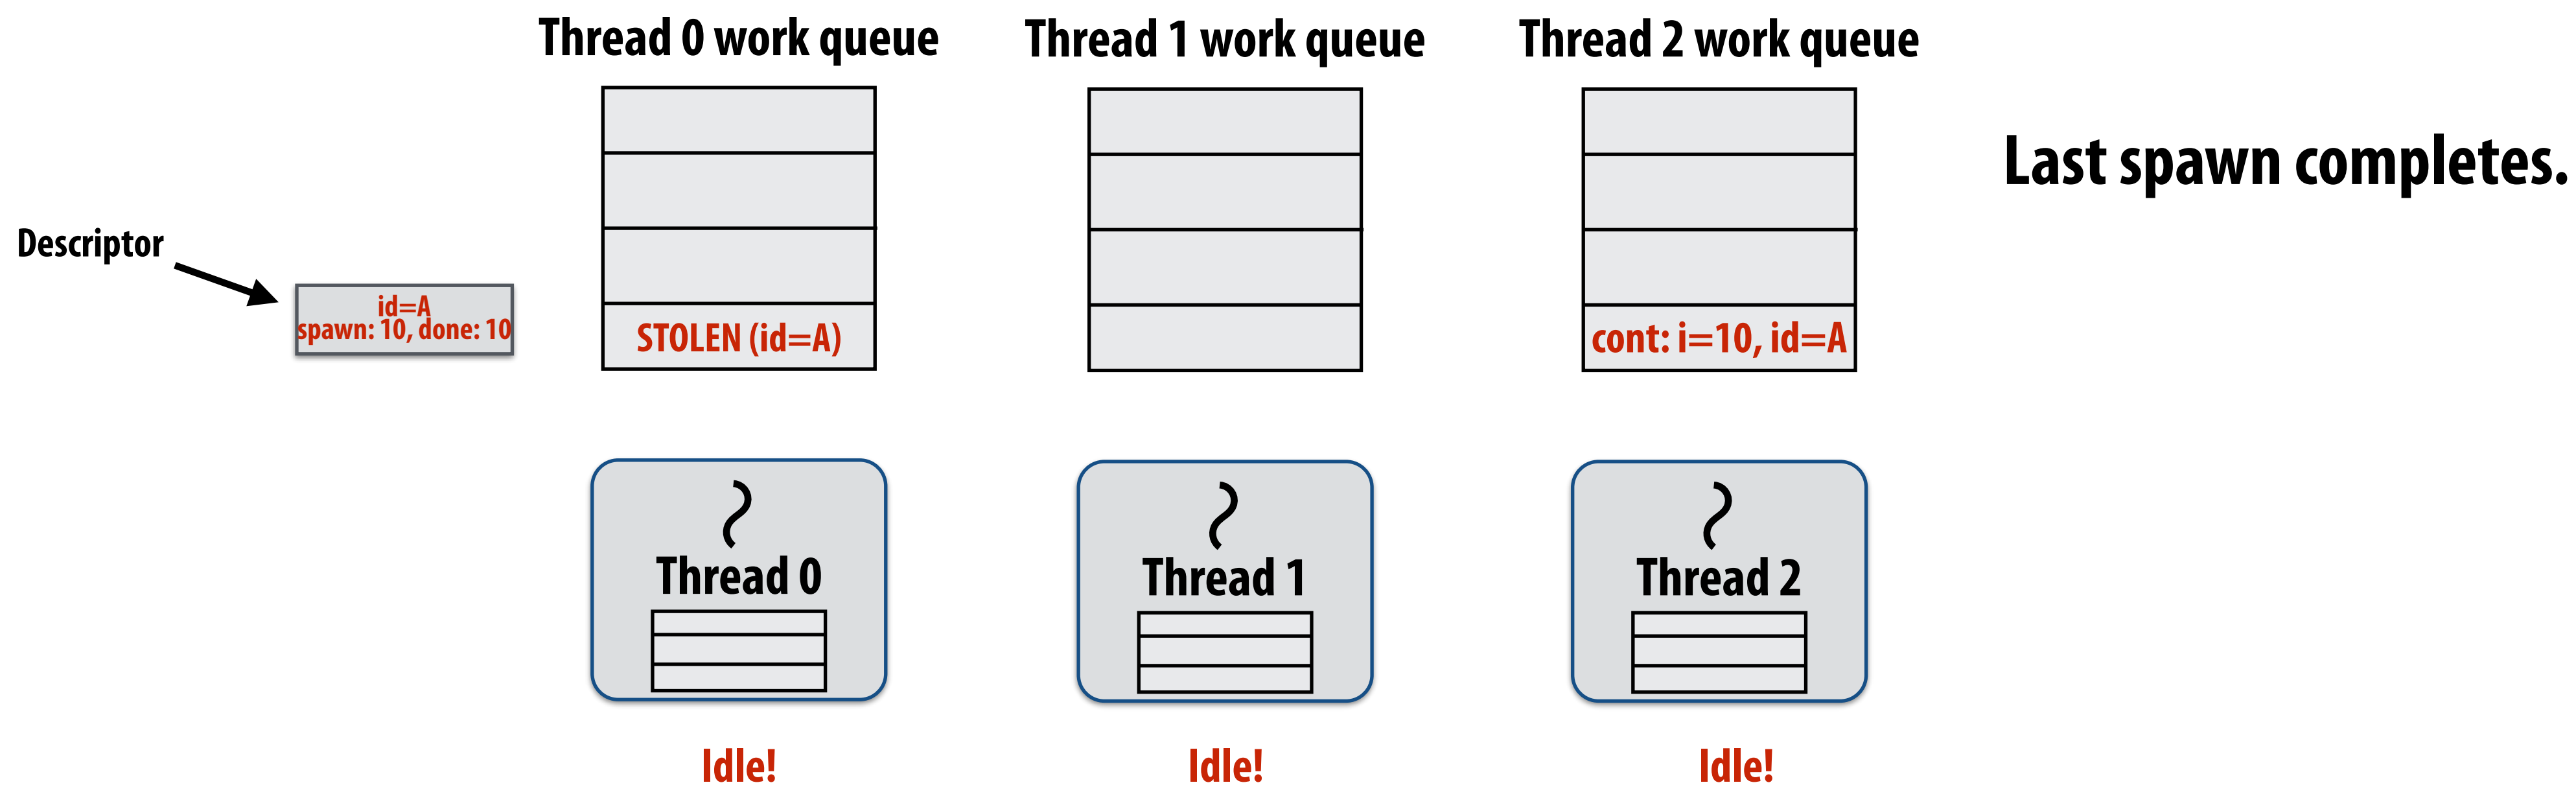 Thread 0 work queue
Thread 1 work queue
Thread 2 work queue
Last spawn completes.
Descriptor
id=A
spawn: 10, done: 10
STOLEN (id=A)
cont: i=10, id=A
Thread 0
Thread 1
Thread 2
Idle!
Idle!
Idle!